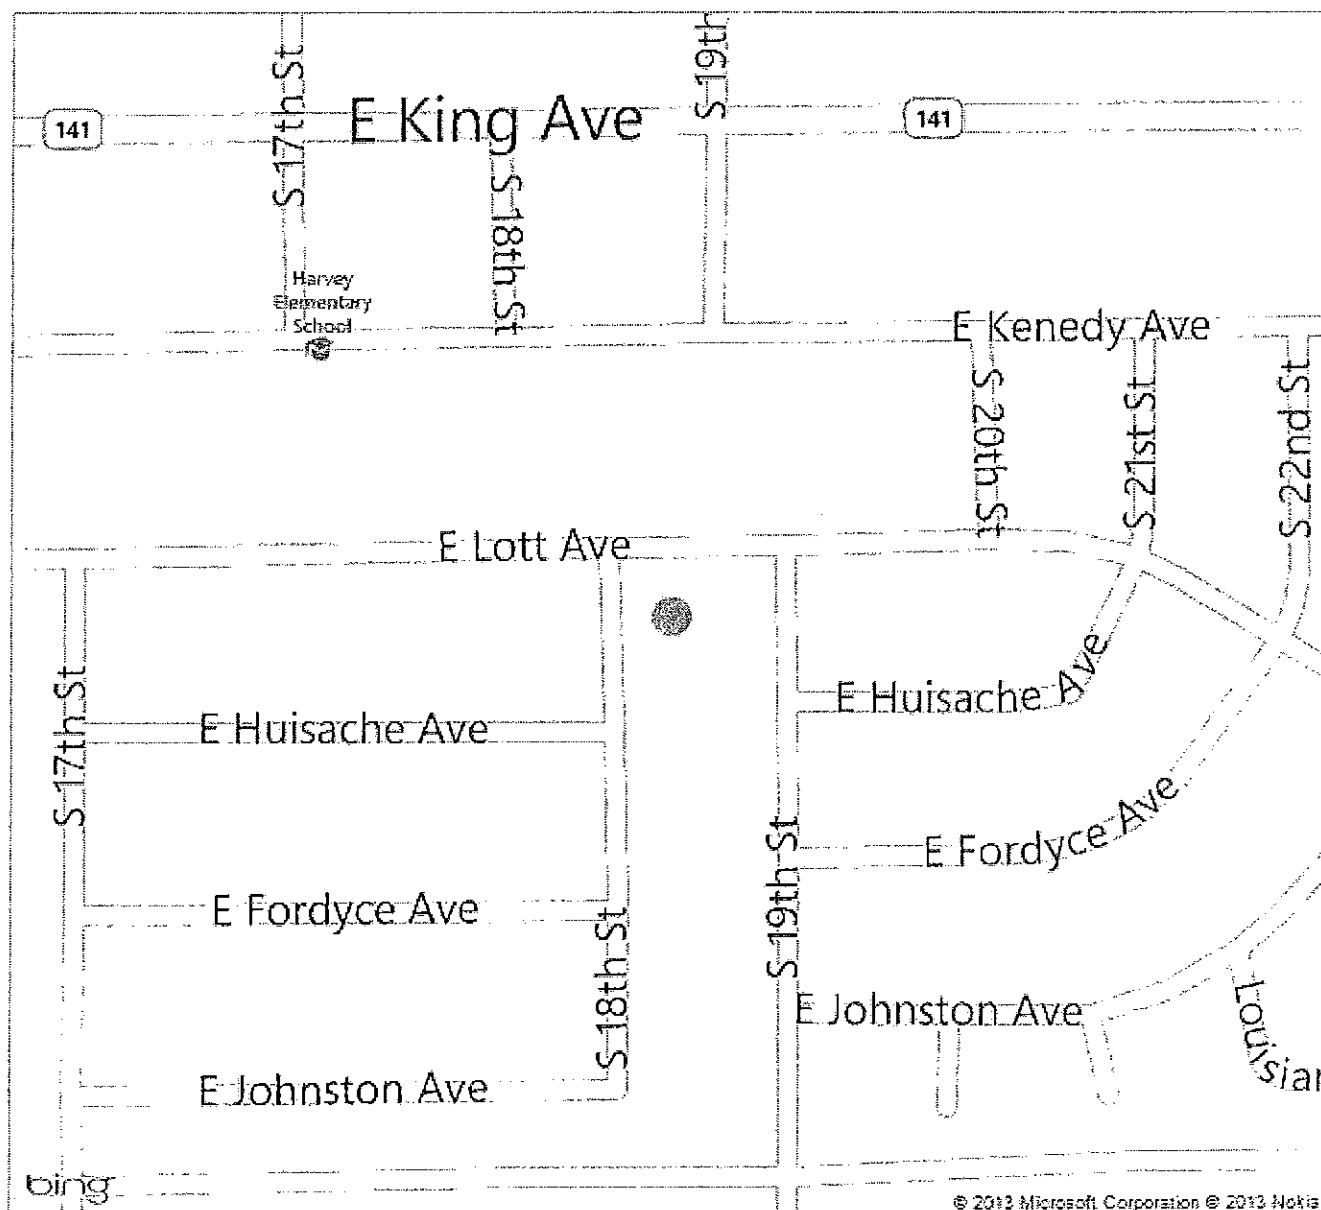 S 17th St
S 19th
141
E King Ave
141
S 18th St
Harvey
Elementary
School
E Kenedy Ave
S 20th St
S 21st St
S 22nd St
E Lott Ave
S 17th St
E Huisache Ave
E Huisache Ave
E Fordyce Ave
S 19th St
E Fordyce Ave
S 18th St
E Johnston Ave
Louisian
E Johnston Ave
bing
© 2013 Microsoft Corporation © 2013 Nokia